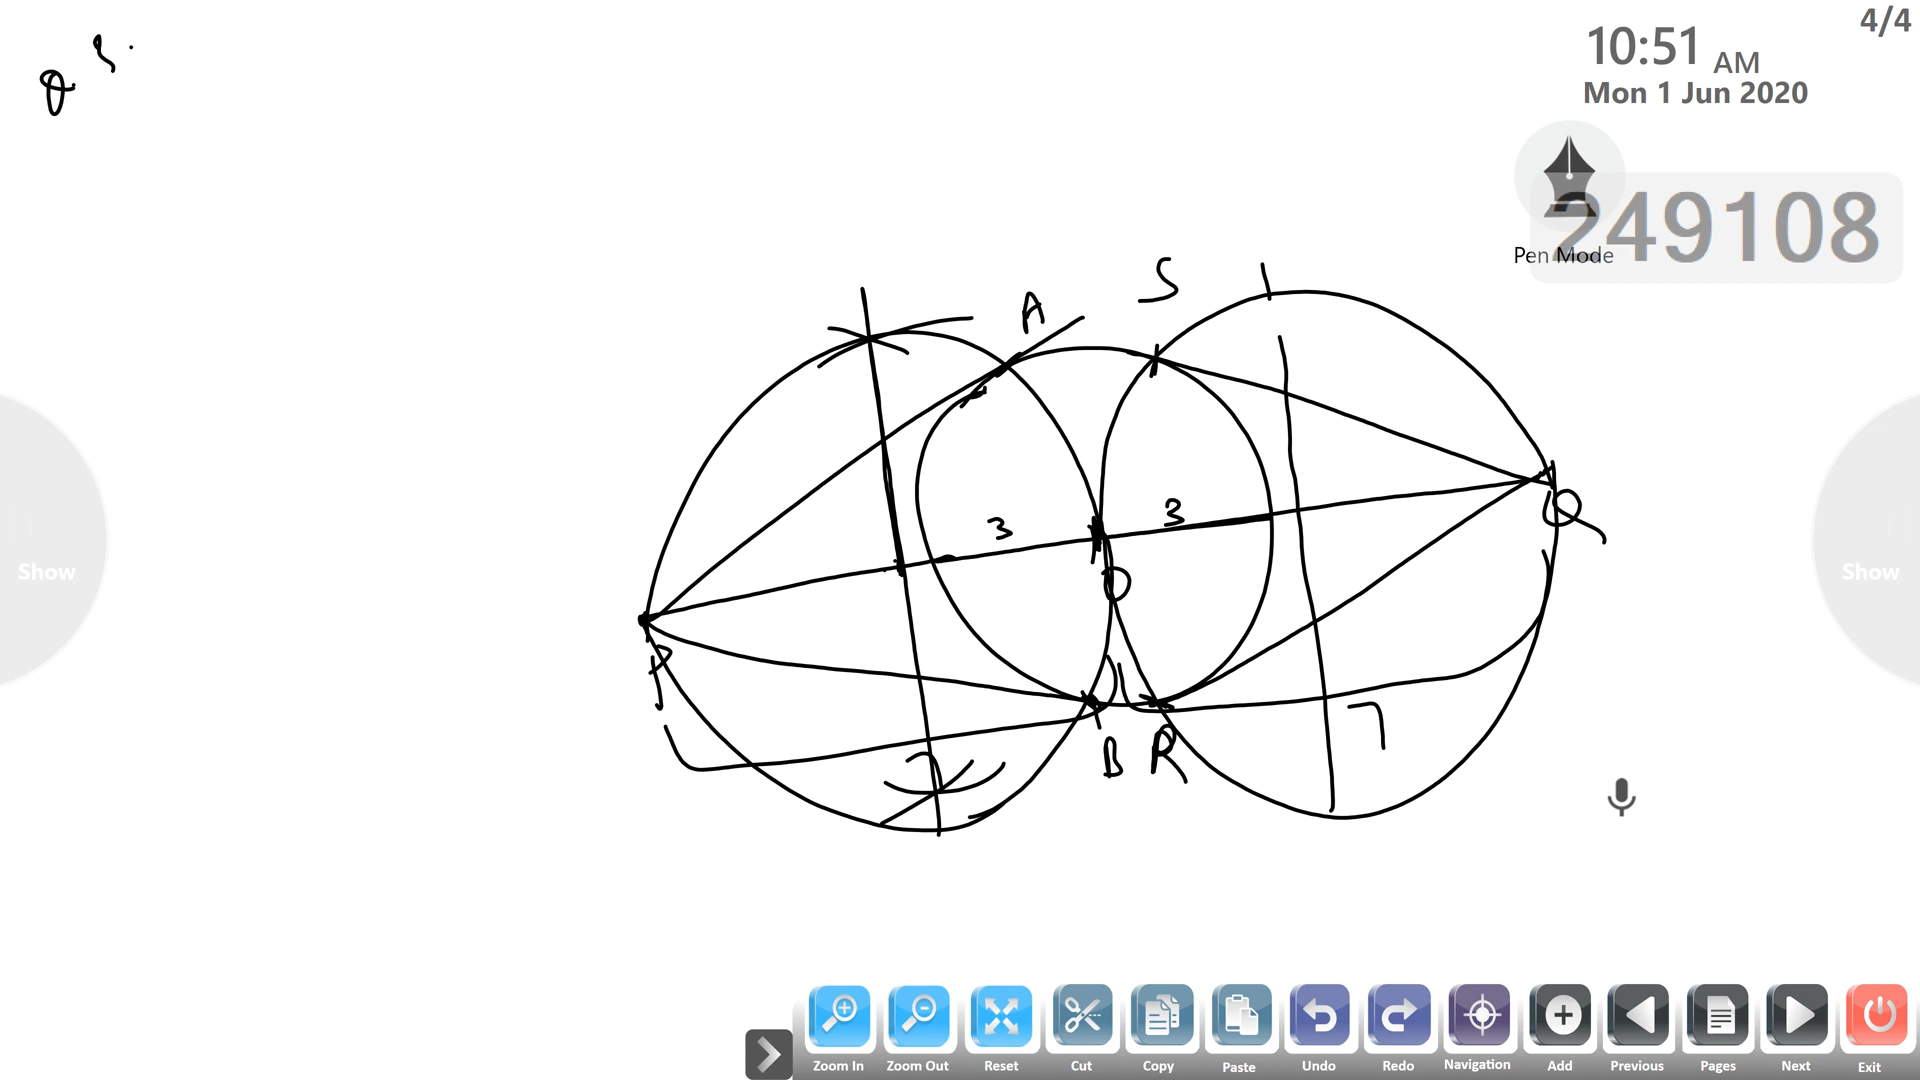 4/4
10:51 AM
Mon 1 Jun 2020
249108
Pen Mode
A
S
3
3
Q
O
P
7
7
B
R
Show
Show
Zoom In
Zoom Out
Reset
Cut
Copy
Paste
Undo
Redo
Navigation
Add
Previous
Pages
Next
Exit